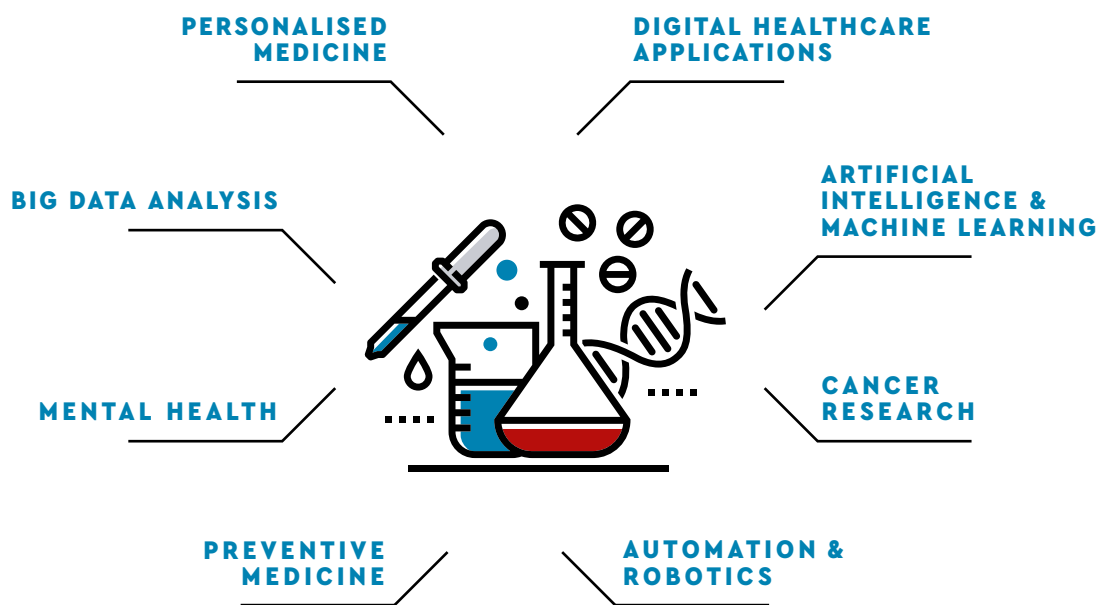 PERSONALISED
MEDICINE
DIGITAL HEALTHCARE
APPLICATIONS
BIG DATA ANALYSIS
ARTIFICIAL
INTELLIGENCE &
MACHINE LEARNING
MENTAL HEALTH
CANCER
RESEARCH
PREVENTIVE
MEDICINE
AUTOMATION &
ROBOTICS